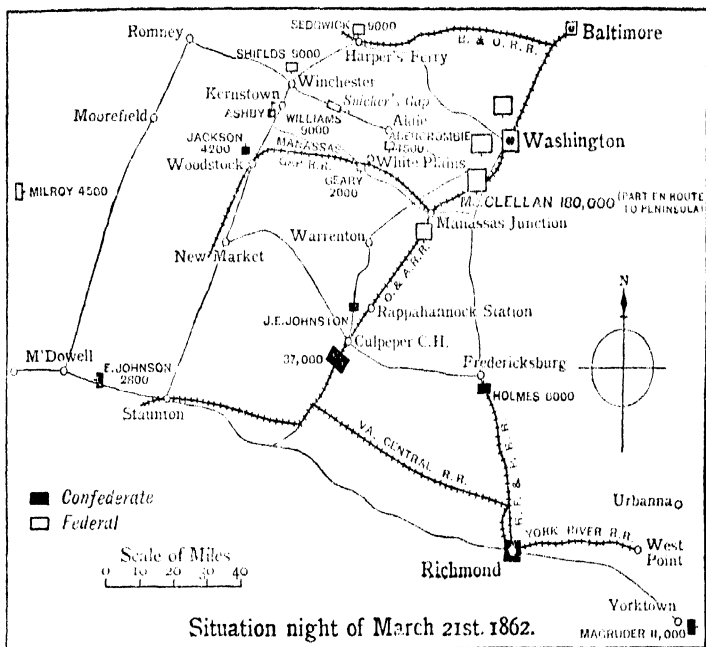 SEDGWICK 9000
Romney
Baltimore
B. & O. R.R.
Harper's Ferry
SHIELDS 9000
Winchester
Snicker's Gap
Kernstown
ASHBY
WILLIAMS
9000
Moorefield
Aldie
ABERCROMBIE
4500
Washington
JACKSON
4200
MANASSAS
GAP R.R.
White Plains
Woodstock
GEARY
2000
MILROY 4500
McCLELLAN 180,000 (PART EN ROUTE
TO PENINSULA)
Manassas Junction
Warrenton
New Market
O. & A.R.R.
N
Rappahannock Station
J.E.JOHNSTON
Culpeper C.H.
37,000
M'Dowell
E.JOHNSON
2800
Fredericksburg
HOLMES 6000
Staunton
VA. CENTRAL R.R.
R.F. & P. R.R.
Confederate
Federal
Urbanna
Scale of Miles
0 10 20 40
YORK RIVER R.R.
West
Point
Richmond
Yorktown
MAGRUDER 11,000
Situation night of March 21st. 1862.